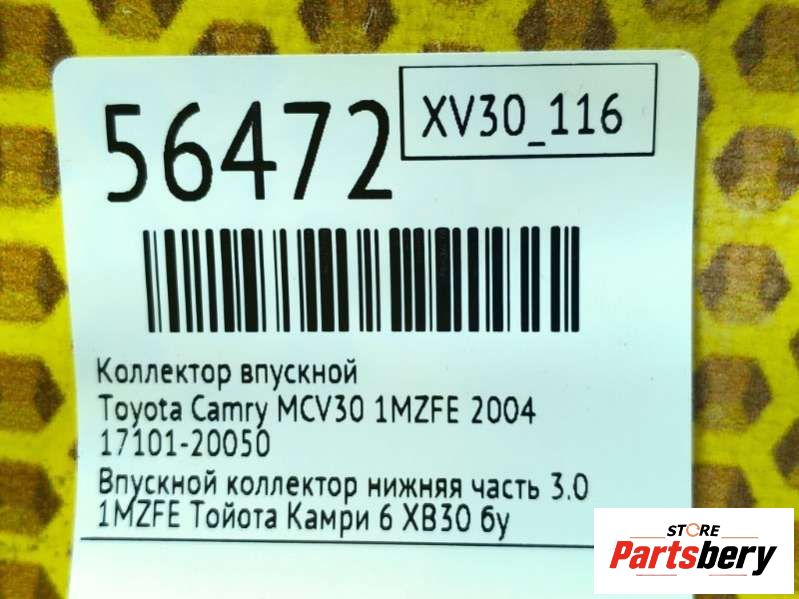 56472
XV30_116
Коллектор впускной
Toyota Camry MCV30 1MZFE 2004
17101-20050
Впускной коллектор нижняя часть 3.0
1MZFE Тойота Камри 6 ХВ30 бу
STORE
Partsbery